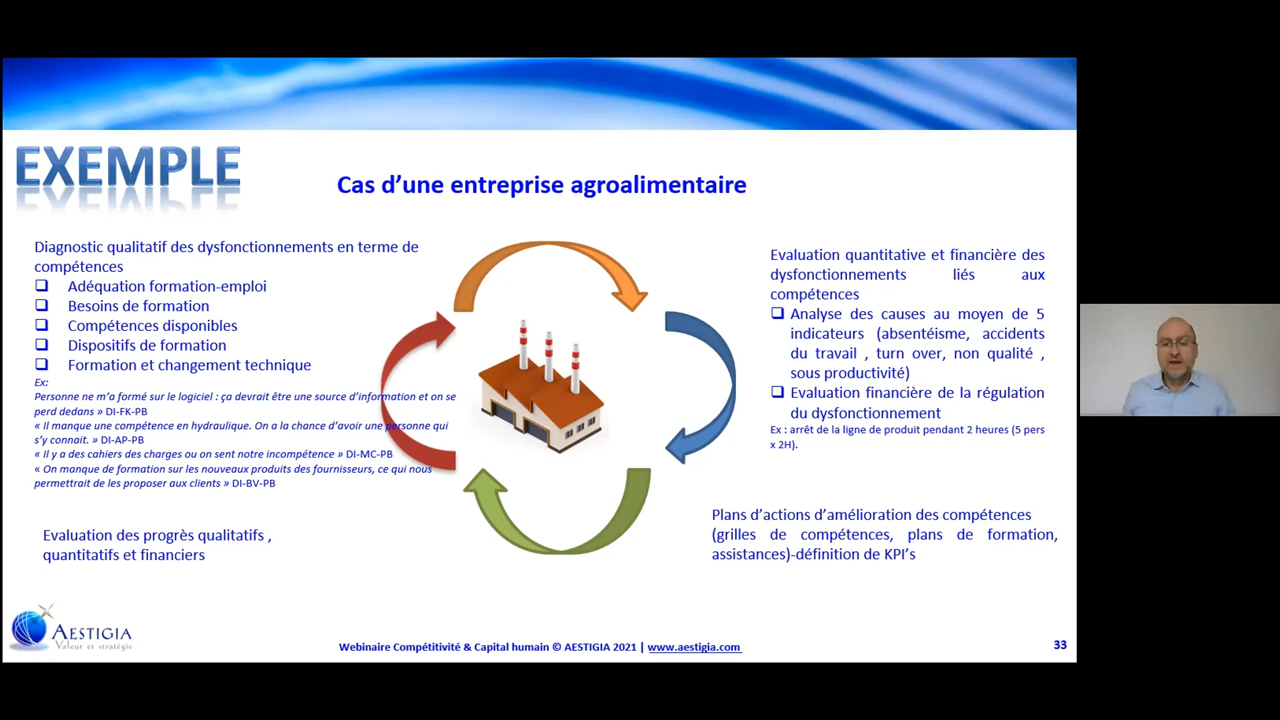 EXEMPLE
Cas d’une entreprise agroalimentaire
Diagnostic qualitatif des dysfonctionnements en terme de
compétences
❑ Adéquation formation-emploi
❑ Besoins de formation
❑ Compétences disponibles
❑ Dispositifs de formation
❑ Formation et changement technique
Ex:
Personne ne m’a formé sur le logiciel : ça devrait être une source d’information et on se
perd dedans » DI-FK-PB
« Il manque une compétence en hydraulique. On a la chance d’avoir une personne qui
s’y connait. » DI-AP-PB
« Il y a des cahiers des charges ou on sent notre incompétence » DI-MC-PB
« On manque de formation sur les nouveaux produits des fournisseurs, ce qui nous
permettrait de les proposer aux clients » DI-BV-PB
Evaluation des progrès qualitatifs ,
quantitatifs et financiers
Evaluation quantitative et financière des
dysfonctionnements liés aux
compétences
❑ Analyse des causes au moyen de 5
indicateurs (absentéisme, accidents
du travail , turn over, non qualité ,
sous productivité)
❑ Evaluation financière de la régulation
du dysfonctionnement
Ex : arrêt de la ligne de produit pendant 2 heures (5 pers
x 2H).
Plans d’actions d’amélioration des compétences
(grilles de compétences, plans de formation,
assistances)-définition de KPI’s
AESTIGIA
Valeur et stratégie
Webinaire Compétitivité & Capital humain © AESTIGIA 2021 | www.aestigia.com
33